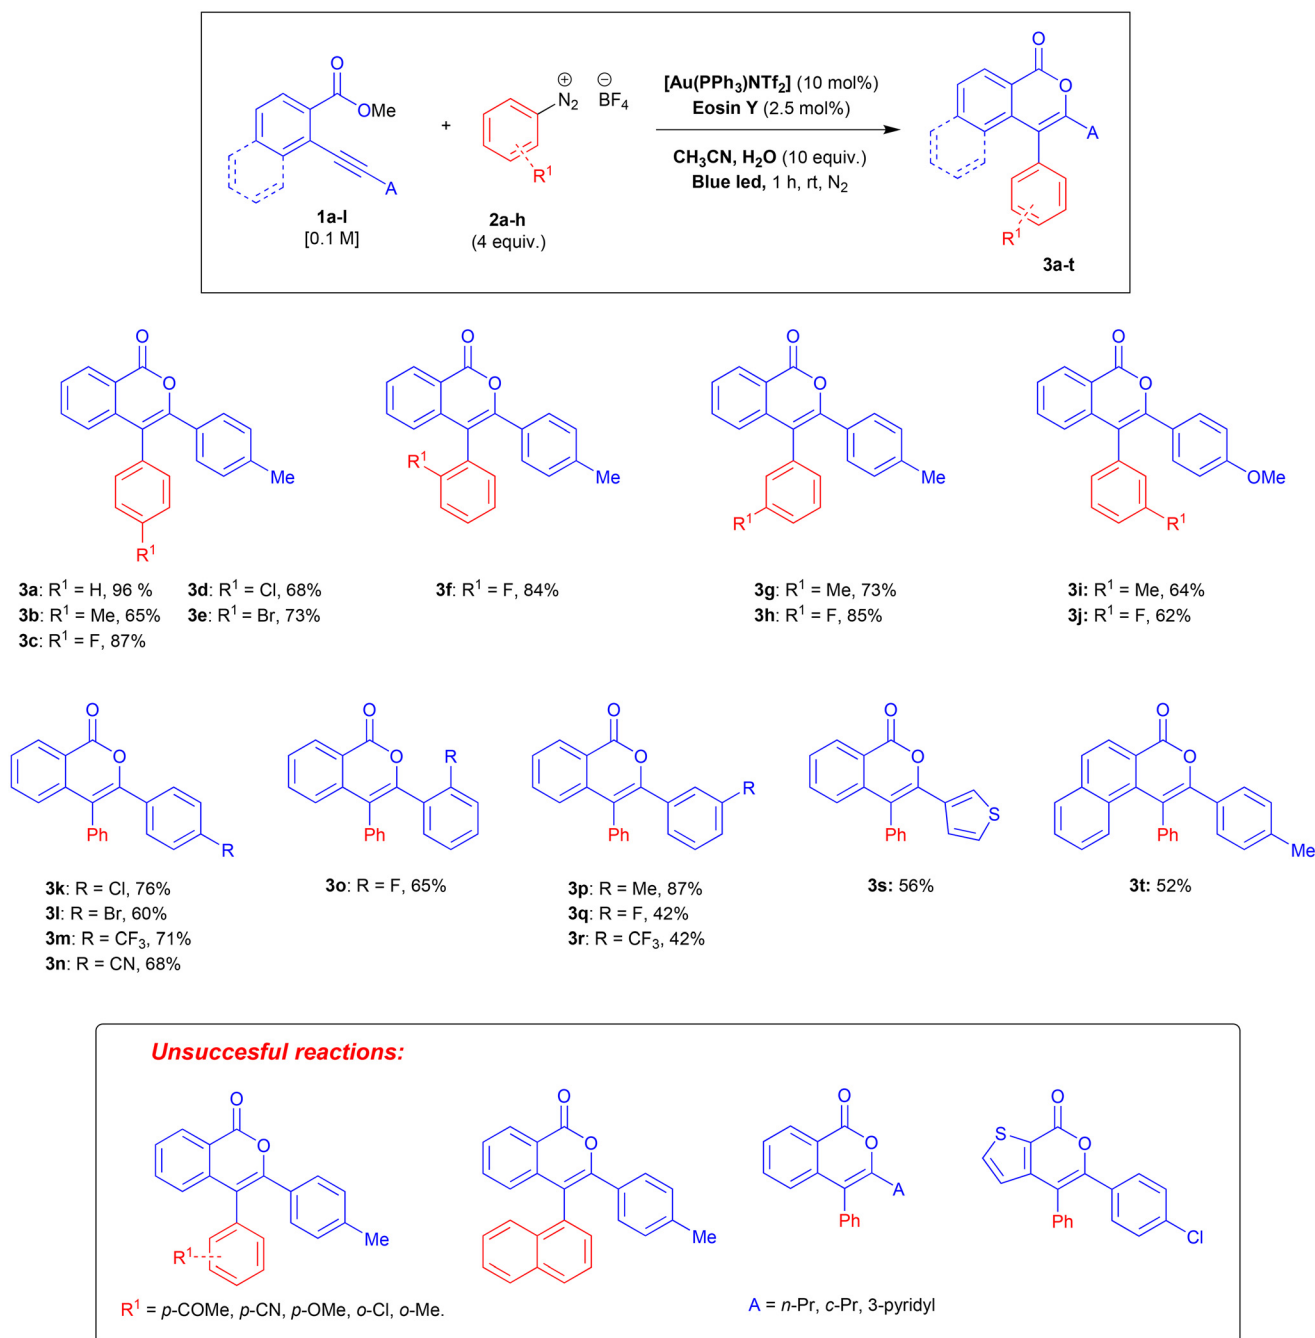 O
OMe
A
1a-l
[0.1 M]
+
⊕ ⊖
N2 BF4
R1
2a-h
(4 equiv.)
[Au(PPh3)NTf2] (10 mol%)
Eosin Y (2.5 mol%)
CH3CN, H2O (10 equiv.)
Blue led, 1 h, rt, N2
O
O
A
R1
3a-t
O
O
Me
R1
3a: R1 = H, 96 %
3b: R1 = Me, 65%
3c: R1 = F, 87%
3d: R1 = Cl, 68%
3e: R1 = Br, 73%
O
O
R1
Me
3f: R1 = F, 84%
O
O
Me
R1
3g: R1 = Me, 73%
3h: R1 = F, 85%
O
O
OMe
R1
3i: R1 = Me, 64%
3j: R1 = F, 62%
O
O
Ph
R
3k: R = Cl, 76%
3l: R = Br, 60%
3m: R = CF3, 71%
3n: R = CN, 68%
O
O
R
Ph
3o: R = F, 65%
O
O
R
Ph
3p: R = Me, 87%
3q: R = F, 42%
3r: R = CF3, 42%
O
O
S
Ph
3s: 56%
O
O
Ph
Me
3t: 52%
Unsuccesful reactions:
O
O
Me
R1
R1 = p-COMe, p-CN, p-OMe, o-Cl, o-Me.
O
O
Me
O
O
A
Ph
A = n-Pr, c-Pr, 3-pyridyl
O
S
O
Ph
Cl